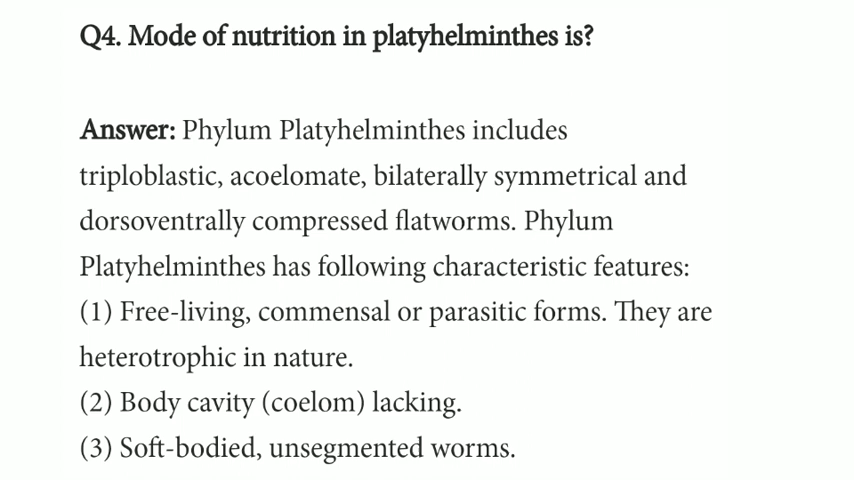 Q4. Mode of nutrition in platyhelminthes is?
Answer: Phylum Platyhelminthes includes
triploblastic, acoelomate, bilaterally symmetrical and
dorsoventrally compressed flatworms. Phylum
Platyhelminthes has following characteristic features:
(1) Free-living, commensal or parasitic forms. They are
heterotrophic in nature.
(2) Body cavity (coelom) lacking.
(3) Soft-bodied, unsegmented worms.